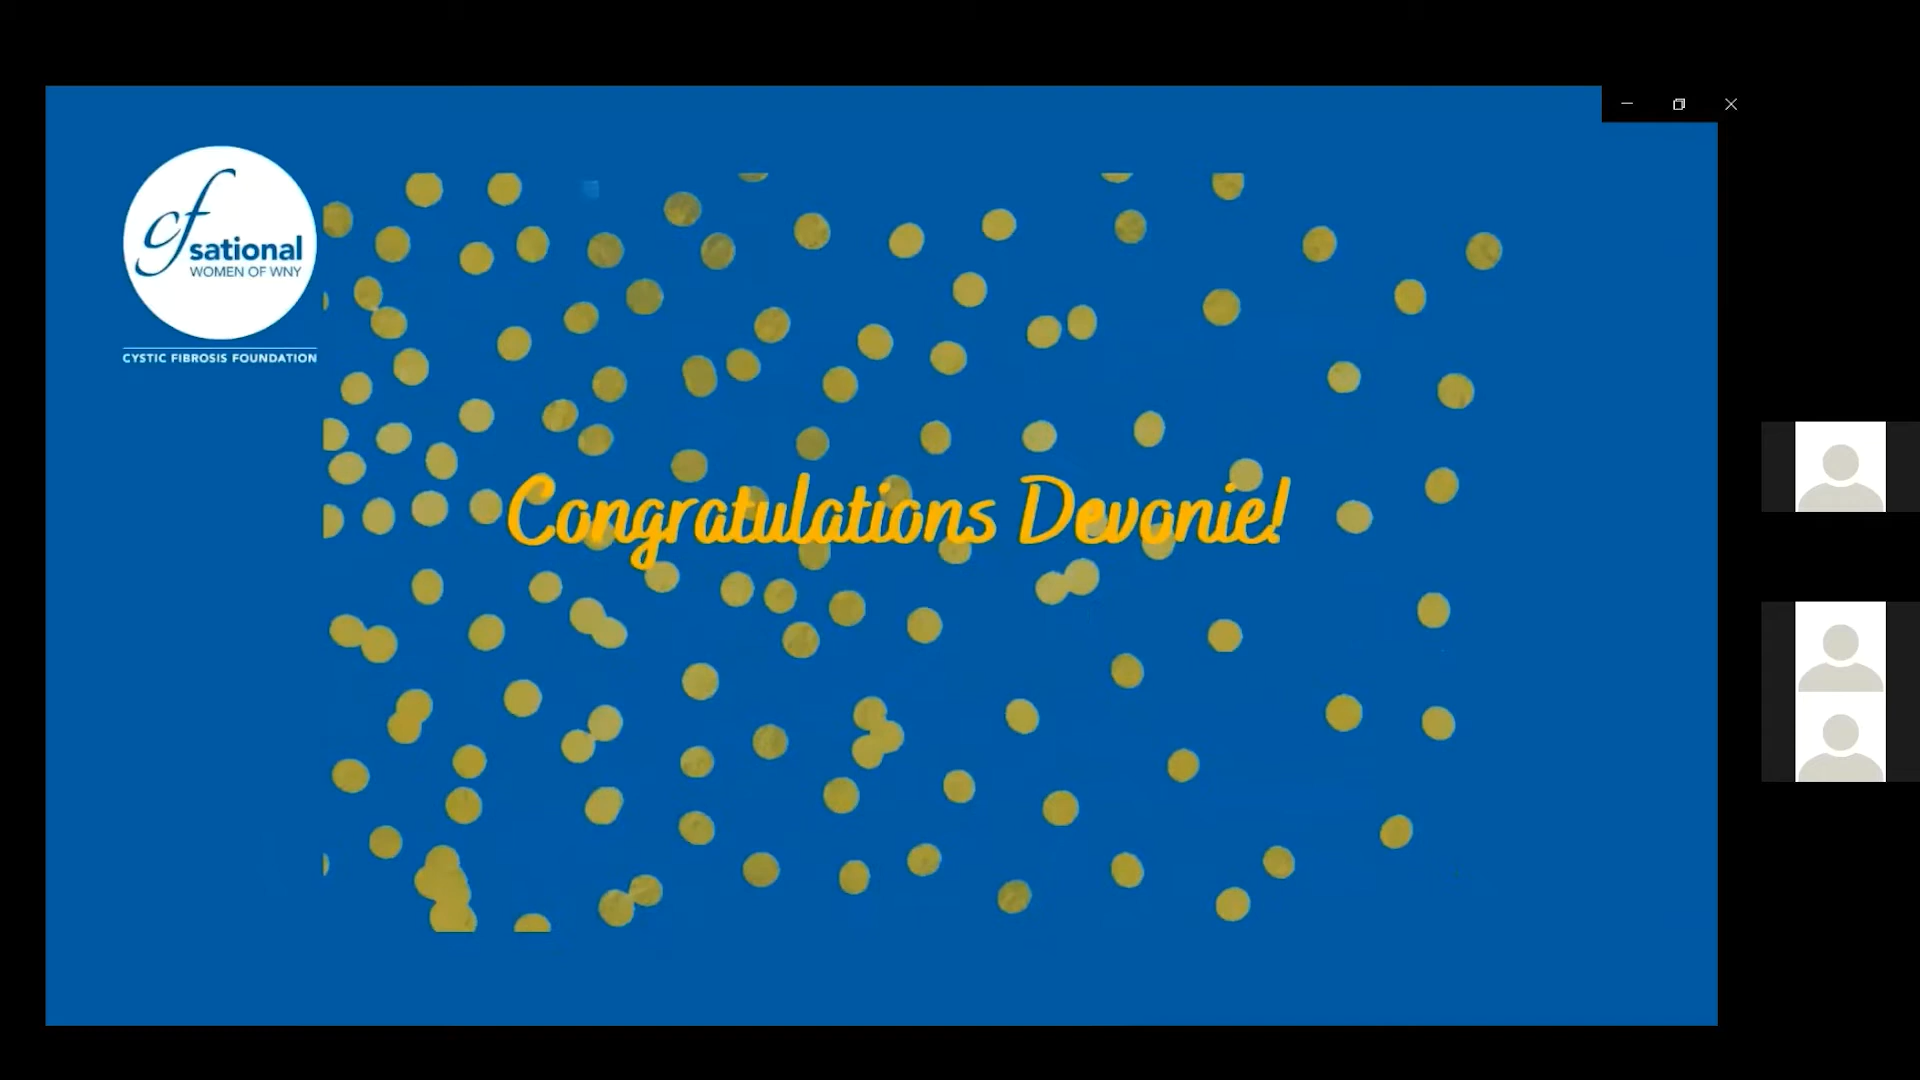 cf
sational
WOMEN OF WNY
CYSTIC FIBROSIS FOUNDATION
Congratulations Devonie!